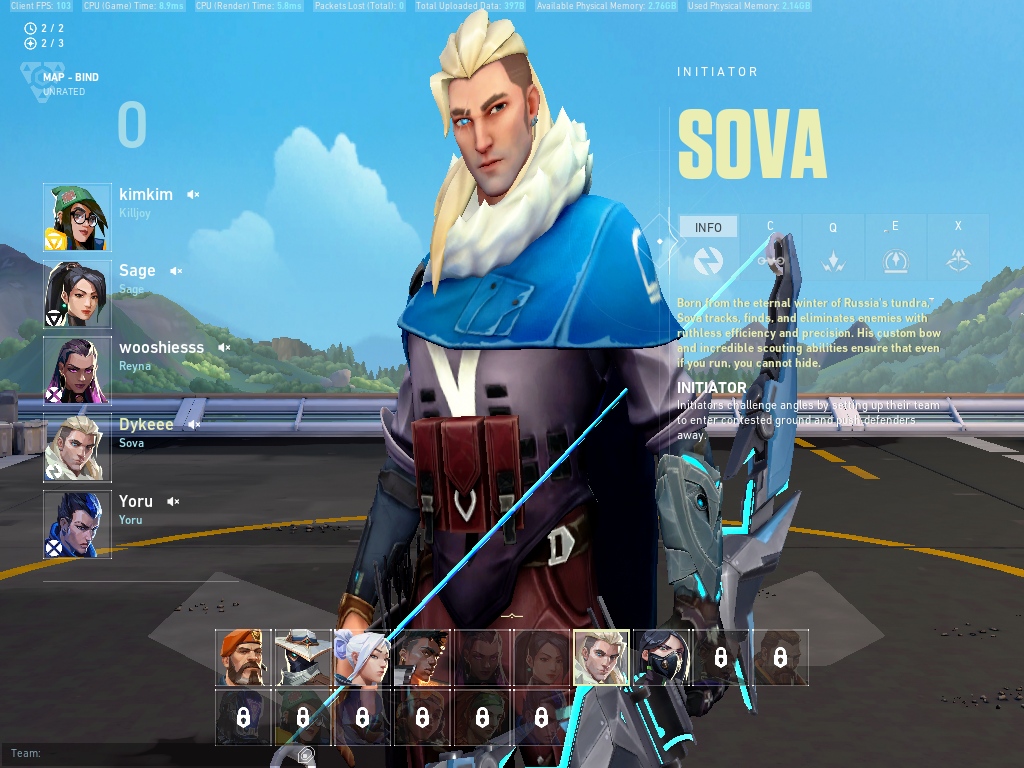 Client FPS: 103 CPU (Game) Time: 8.9ms CPU (Render) Time: 5.8ms Packets Lost (Total): 0 Total Uploaded Data: 397B Available Physical Memory: 2.76GB Used Physical Memory: 2.14GB
2 / 2
2 / 3
MAP - BIND
UNRATED
0
kimkim
Killjoy
Sage
Sage
wooshiesss
Reyna
Dykeee
Sova
Yoru
Yoru
INITIATOR
SOVA
INFO C Q E X
Born from the eternal winter of Russia's tundra,
Sova tracks, finds, and eliminates enemies with
ruthless efficiency and precision. His custom bow
and incredible scouting abilities ensure that even
if you run, you cannot hide.
INITIATOR
Initiators challenge angles by setting up their team
to enter contested ground and push defenders
away.
Team: